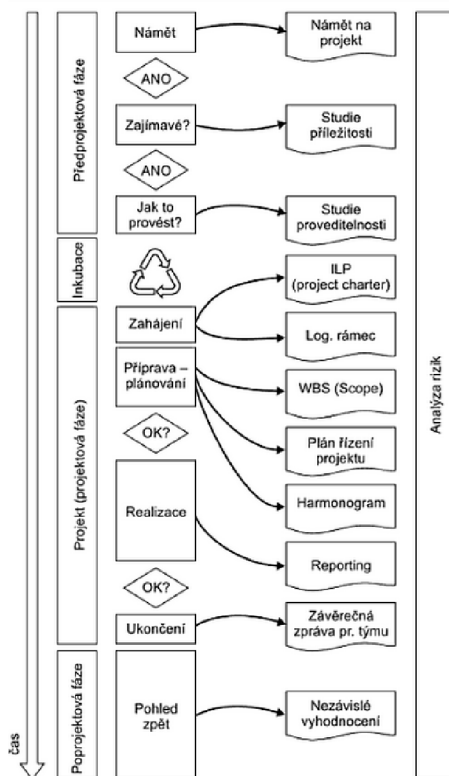 Předprojektová fáze
Námět
Námět na
projekt
ANO
Zajímavé?
Studie
příležitosti
ANO
Jak to
provést?
Studie
proveditelnosti
Inkubace
ILP
(project charter)
Projekt (projektová fáze)
Zahájení
Log. rámec
Příprava –
plánování
WBS (Scope)
OK?
Plán řízení
projektu
Harmonogram
Realizace
Reporting
OK?
Ukončení
Závěrečná
zpráva pr. týmu
Poprojektová fáze
Pohled
zpět
Nezávislé
vyhodnocení
čas
Analýza rizik